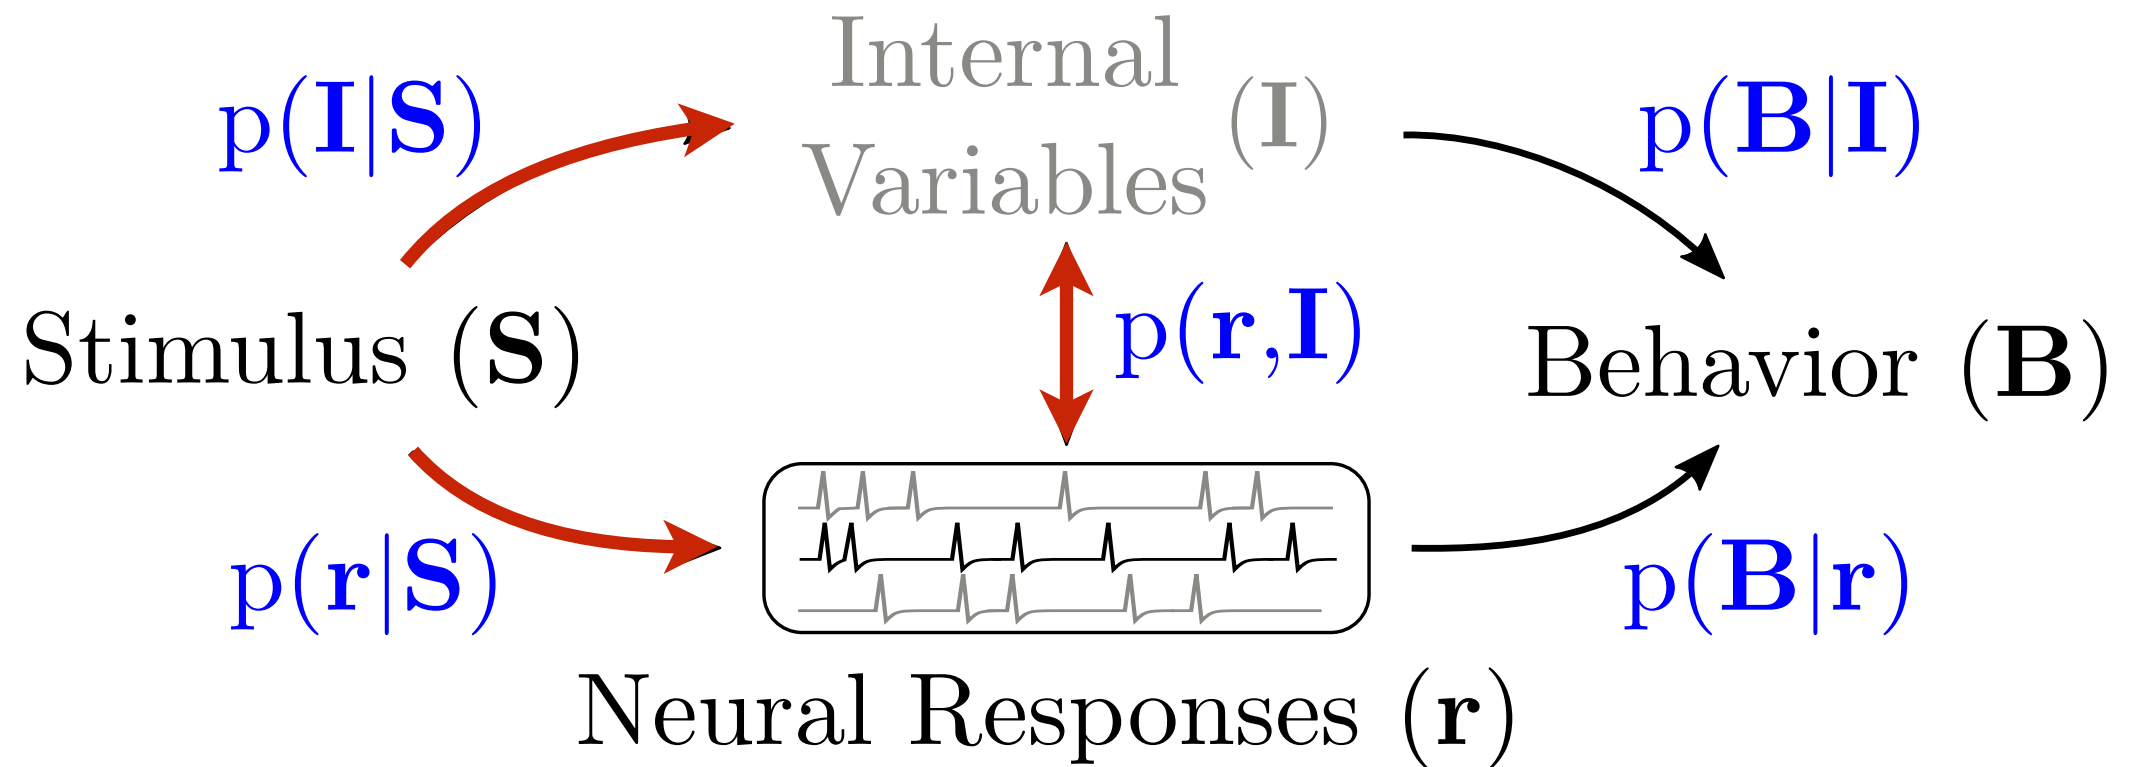 Internal
Variables (I)
p(I|S)
p(B|I)
Stimulus (S)
p(r,I)
Behavior (B)
p(r|S)
p(B|r)
Neural Responses (r)